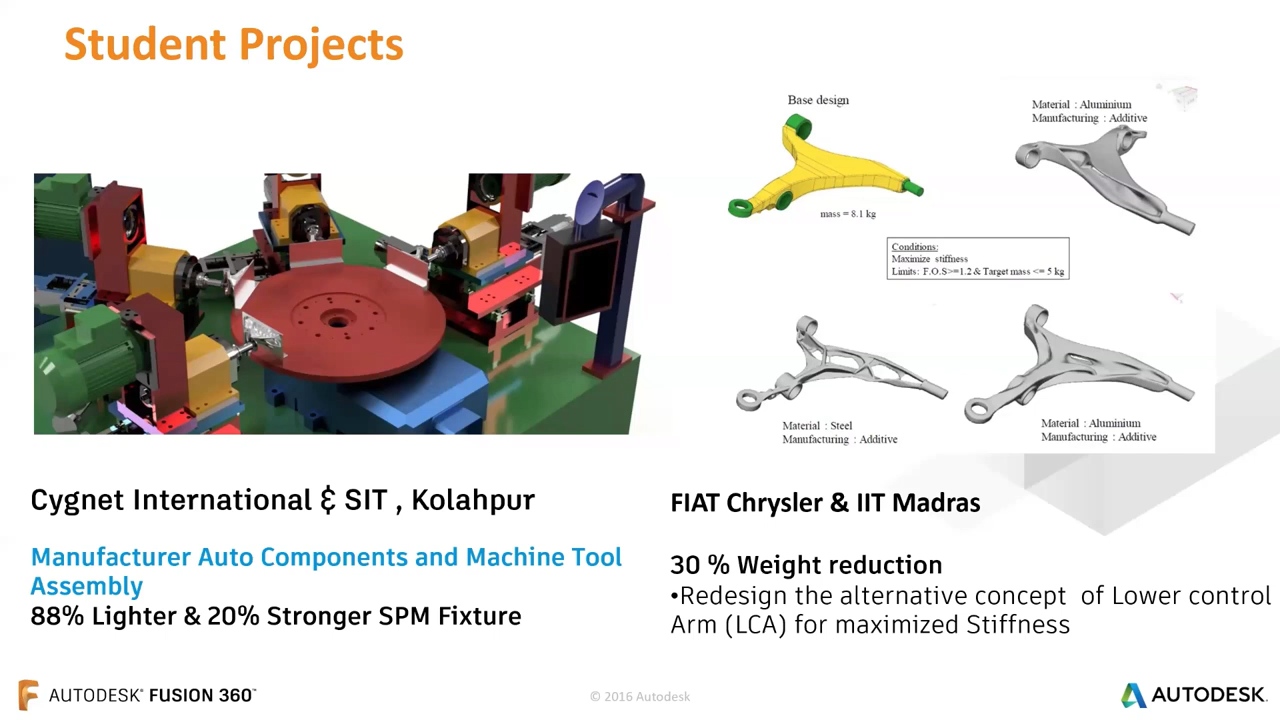 Student Projects
Base design
mass = 8.1 kg
Material : Aluminium
Manufacturing : Additive
Conditions:
Maximize stiffness
Limits: F.O.S>=1.2 & Target mass <= 5 kg
Material : Steel
Manufacturing : Additive
Material : Aluminium
Manufacturing : Additive
Cygnet International & SIT , Kolahpur
Manufacturer Auto Components and Machine Tool
Assembly
88% Lighter & 20% Stronger SPM Fixture
FIAT Chrysler & IIT Madras
30 % Weight reduction
•Redesign the alternative concept of Lower control
Arm (LCA) for maximized Stiffness
F AUTODESK® FUSION 360™
© 2016 Autodesk
AUTODESK.